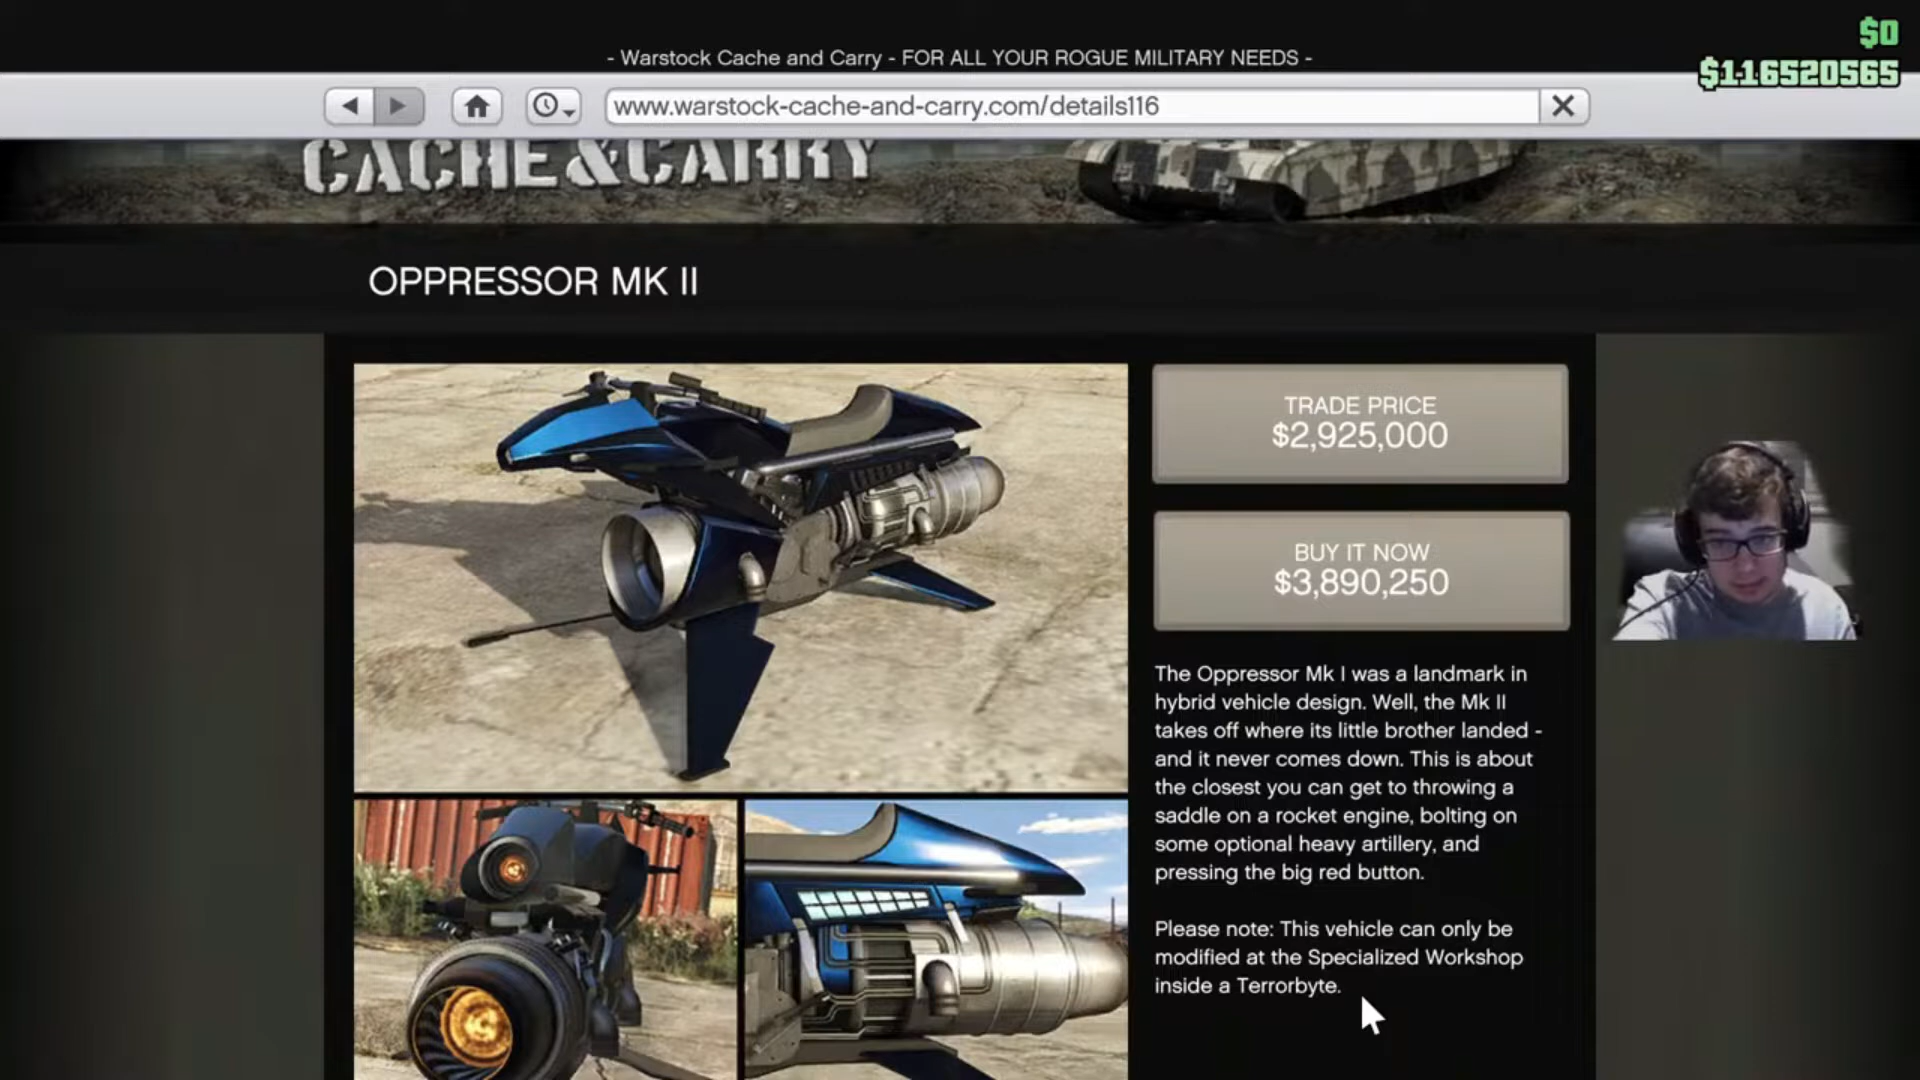 $0
- Warstock Cache and Carry - FOR ALL YOUR ROGUE MILITARY NEEDS -
$116520565
www.warstock-cache-and-carry.com/details116
CACHE&CARRY
OPPRESSOR MK II
TRADE PRICE
$2,925,000
BUY IT NOW
$3,890,250
The Oppressor Mk I was a landmark in
hybrid vehicle design. Well, the Mk II
takes off where its little brother landed -
and it never comes down. This is about
the closest you can get to throwing a
saddle on a rocket engine, bolting on
some optional heavy artillery, and
pressing the big red button.
Please note: This vehicle can only be
modified at the Specialized Workshop
inside a Terrorbyte.